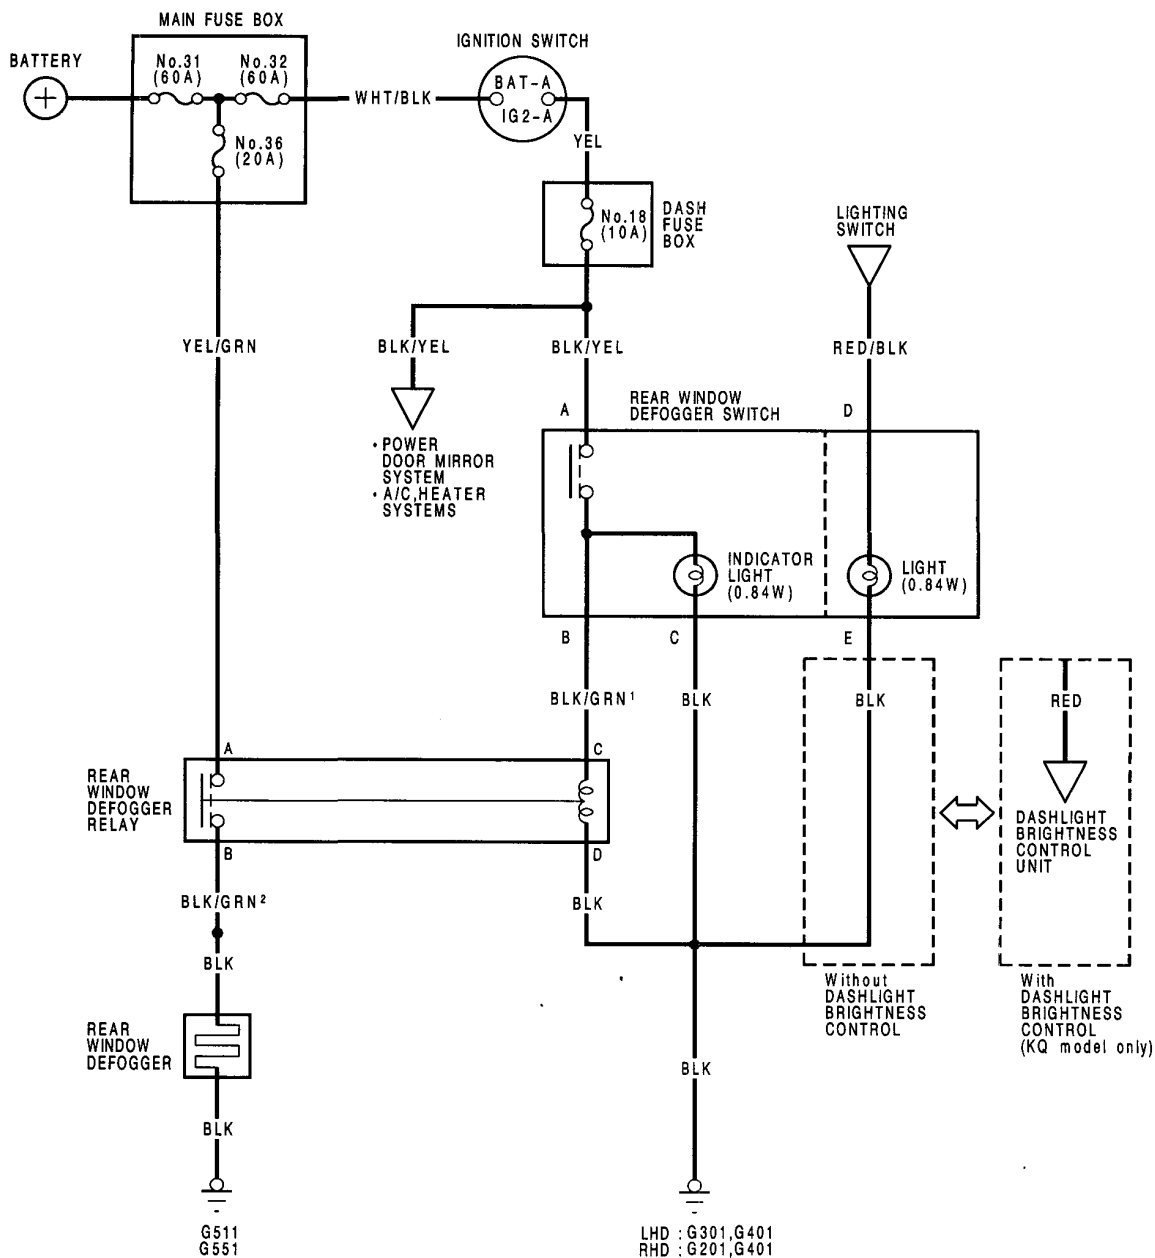 MAIN FUSE BOX
BATTERY
No.31
(60A)
No.32
(60A)
No.36
(20A)
WHT/BLK
IGNITION SWITCH
BAT-A
IG2-A
YEL
No.18
(10A)
DASH
FUSE
BOX
LIGHTING
SWITCH
YEL/GRN
BLK/YEL
BLK/YEL
RED/BLK
• POWER
DOOR MIRROR
SYSTEM
• A/C,HEATER
SYSTEMS
A
REAR WINDOW
DEFOGGER SWITCH
D
INDICATOR
LIGHT
(0.84W)
LIGHT
(0.84W)
B
C
E
BLK/GRN¹
BLK
BLK
RED
DASHLIGHT
BRIGHTNESS
CONTROL
UNIT
REAR
WINDOW
DEFOGGER
RELAY
A
C
B
D
BLK/GRN²
BLK
BLK
REAR
WINDOW
DEFOGGER
BLK
G511
G551
Without
DASHLIGHT
BRIGHTNESS
CONTROL
With
DASHLIGHT
BRIGHTNESS
CONTROL
(KQ model only)
BLK
LHD : G301,G401
RHD : G201,G401